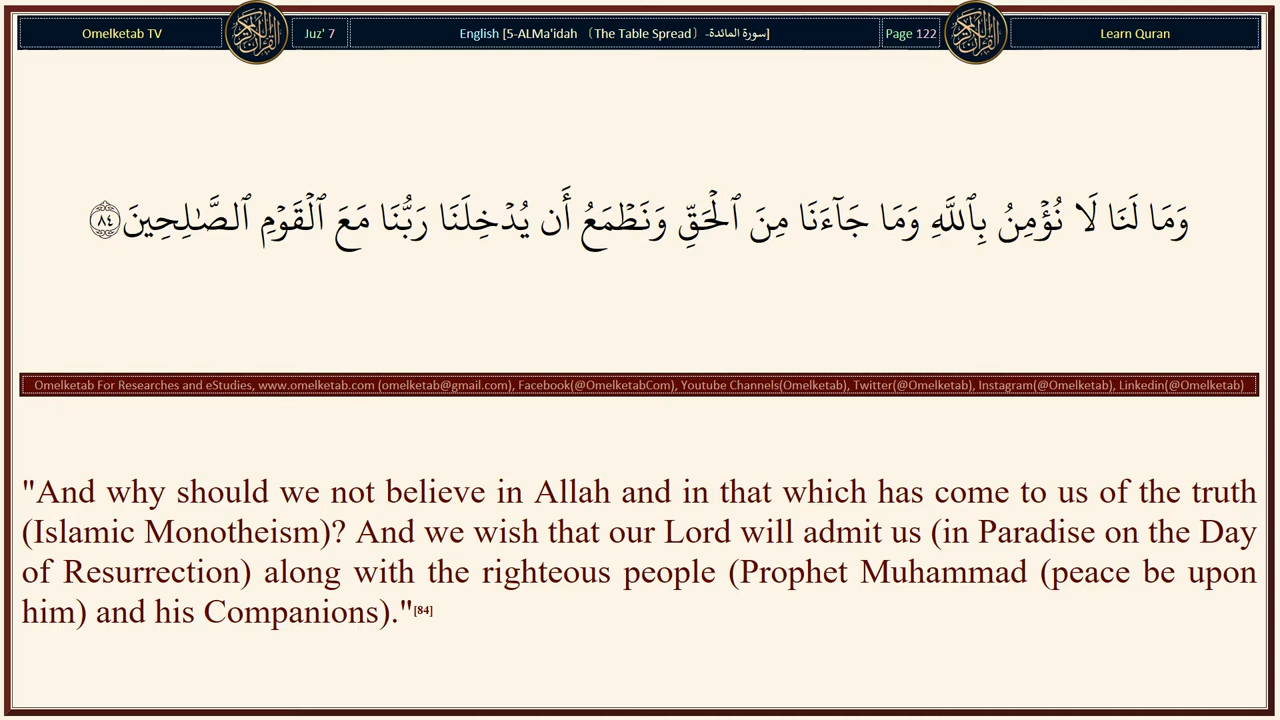 Omelketab TV
Juz' 7
English [5-ALMa'idah 〔The Table Spread〕 -سورة المائدة]
Page 122
Learn Quran
وَمَا لَنَا لَا نُؤْمِنُ بِٱللَّهِ وَمَا جَآءَنَا مِنَ ٱلْحَقِّ وَنَطْمَعُ أَن يُدْخِلَنَا رَبُّنَا مَعَ ٱلْقَوْمِ ٱلصَّـٰلِحِينَ ٨٤
Omelketab For Researches and eStudies, www.omelketab.com (omelketab@gmail.com), Facebook(@OmelketabCom), Youtube Channels(Omelketab), Twitter(@Omelketab), Instagram(@Omelketab), Linkedin(@Omelketab)
"And why should we not believe in Allah and in that which has come to us of the truth
(Islamic Monotheism)? And we wish that our Lord will admit us (in Paradise on the Day
of Resurrection) along with the righteous people (Prophet Muhammad (peace be upon
him) and his Companions)."[84]